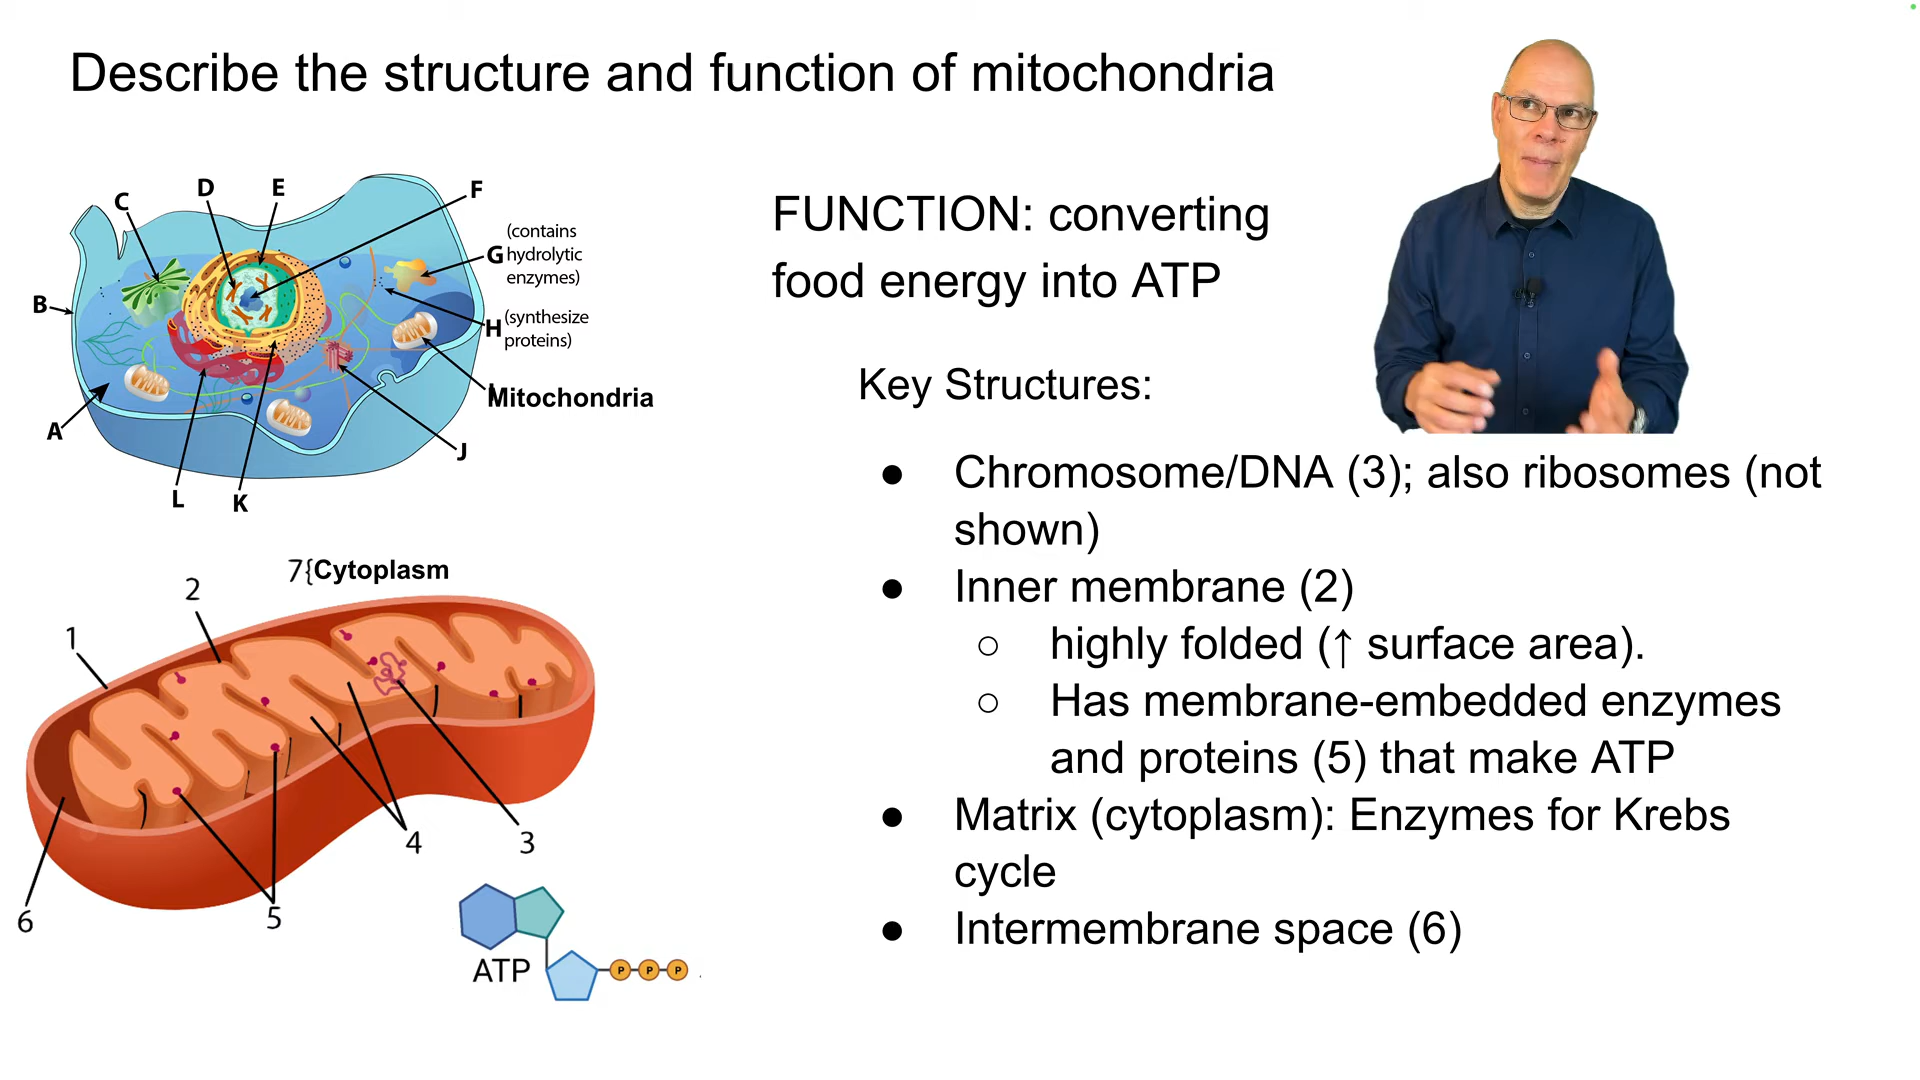 Describe the structure and function of mitochondria
C
D
E
F
(contains
G hydrolytic
enzymes)
B
H (synthesize
proteins)
Mitochondria
A
J
L
K
FUNCTION: converting
food energy into ATP
Key Structures:
● Chromosome/DNA (3); also ribosomes (not
shown)
● Inner membrane (2)
○ highly folded (↑ surface area).
○ Has membrane-embedded enzymes
and proteins (5) that make ATP
● Matrix (cytoplasm): Enzymes for Krebs
cycle
● Intermembrane space (6)
7{Cytoplasm
2
1
4
3
6
5
ATP
P P P